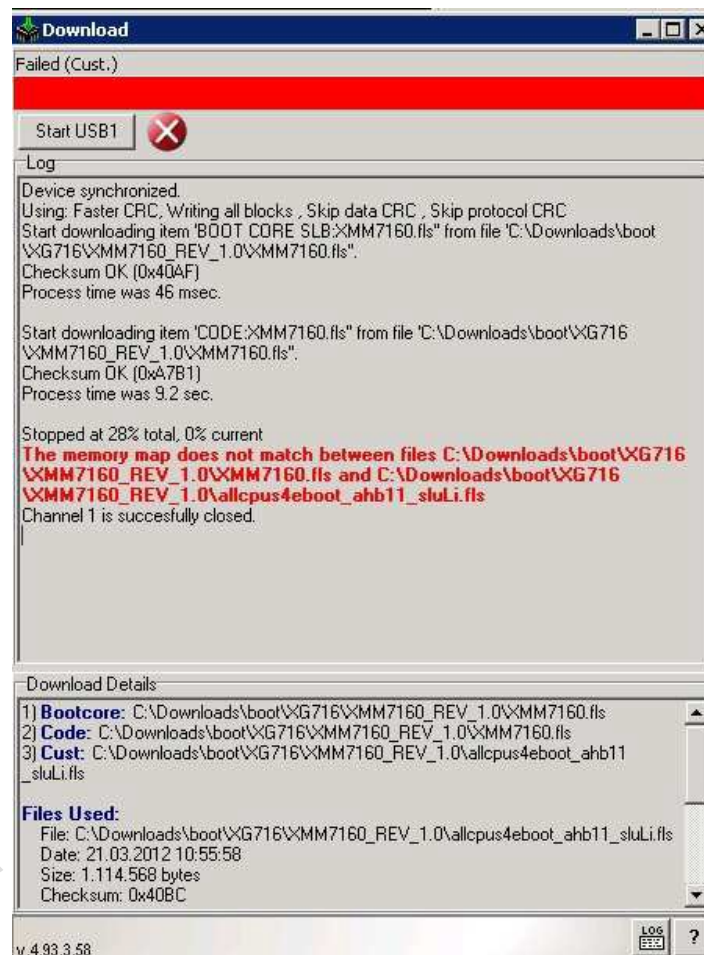 Download
Failed (Cust.)
Start USB1
Log
Device synchronized.
Using: Faster CRC, Writing all blocks , Skip data CRC , Skip protocol CRC
Start downloading item 'BOOT CORE SLB:XMM7160.fls" from file 'C:\Downloads\boot
\XG716\XMM7160_REV_1.0\XMM7160.fls".
Checksum OK (0x40AF)
Process time was 46 msec.
Start downloading item 'CODE:XMM7160.fls" from file 'C:\Downloads\boot\XG716
\XMM7160_REV_1.0\XMM7160.fls".
Checksum OK (0xA7B1)
Process time was 9.2 sec.
Stopped at 28% total, 0% current
The memory map does not match between files C:\Downloads\boot\XG716
\XMM7160_REV_1.0\XMM7160.fls and C:\Downloads\boot\XG716
\XMM7160_REV_1.0\allcpus4eboot_ahb11_sluLi.fls
Channel 1 is succesfully closed.
Download Details
1) Bootcore: C:\Downloads\boot\XG716\XMM7160_REV_1.0\XMM7160.fls
2) Code: C:\Downloads\boot\XG716\XMM7160_REV_1.0\XMM7160.fls
3) Cust: C:\Downloads\boot\XG716\XMM7160_REV_1.0\allcpus4eboot_ahb11
_sluLi.fls
Files Used:
File: C:\Downloads\boot\XG716\XMM7160_REV_1.0\allcpus4eboot_ahb11_sluLi.fls
Date: 21.03.2012 10:55:58
Size: 1.114.568 bytes
Checksum: 0x40BC
LOG
?
v 4.93.3.58